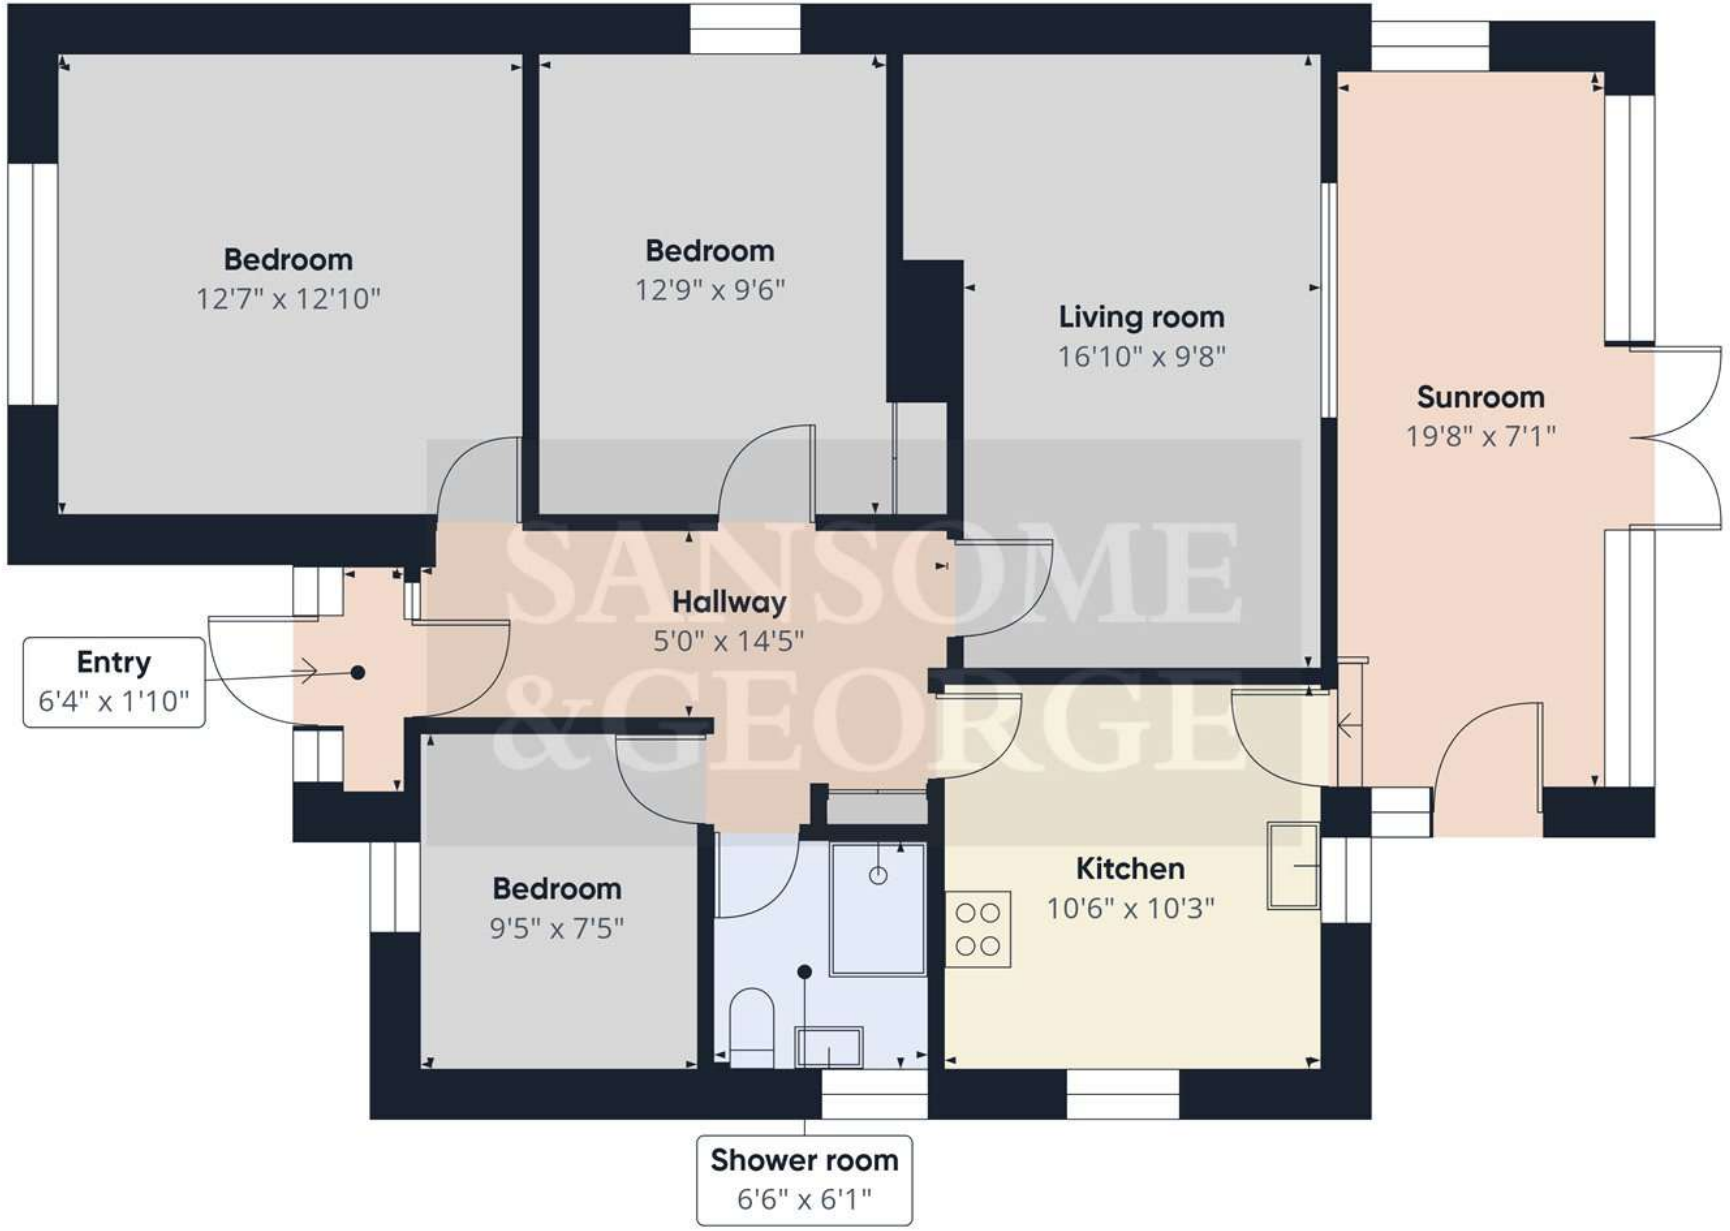 Bedroom
12'7" x 12'10"
Bedroom
12'9" x 9'6"
Living room
16'10" x 9'8"
Sunroom
19'8" x 7'1"
SANSOME
&GEORGE
Hallway
5'0" x 14'5"
Entry
6'4" x 1'10"
Bedroom
9'5" x 7'5"
Kitchen
10'6" x 10'3"
Shower room
6'6" x 6'1"